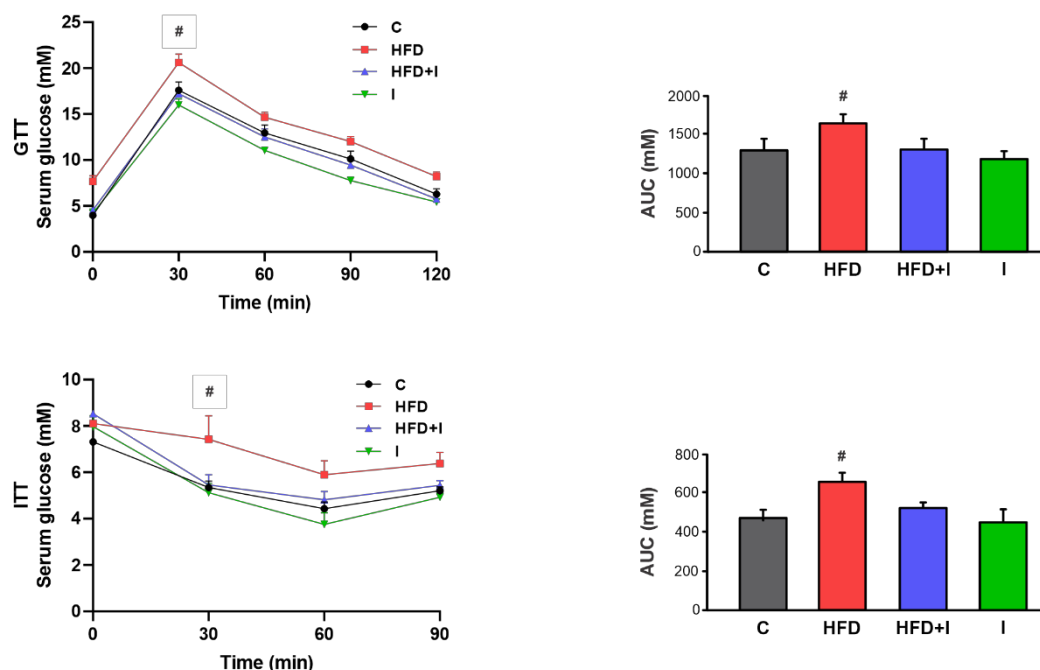 GTT
Serum glucose (mM)
25
20
15
10
5
0
#
C
HFD
HFD+I
I
0 30 60 90 120
Time (min)
AUC (mM)
2000
1500
1000
500
0
#
C HFD HFD+I I
ITT
Serum glucose (mM)
10
8
6
4
2
0
#
C
HFD
HFD+I
I
0 30 60 90
Time (min)
AUC (mM)
800
600
400
200
0
#
C HFD HFD+I I